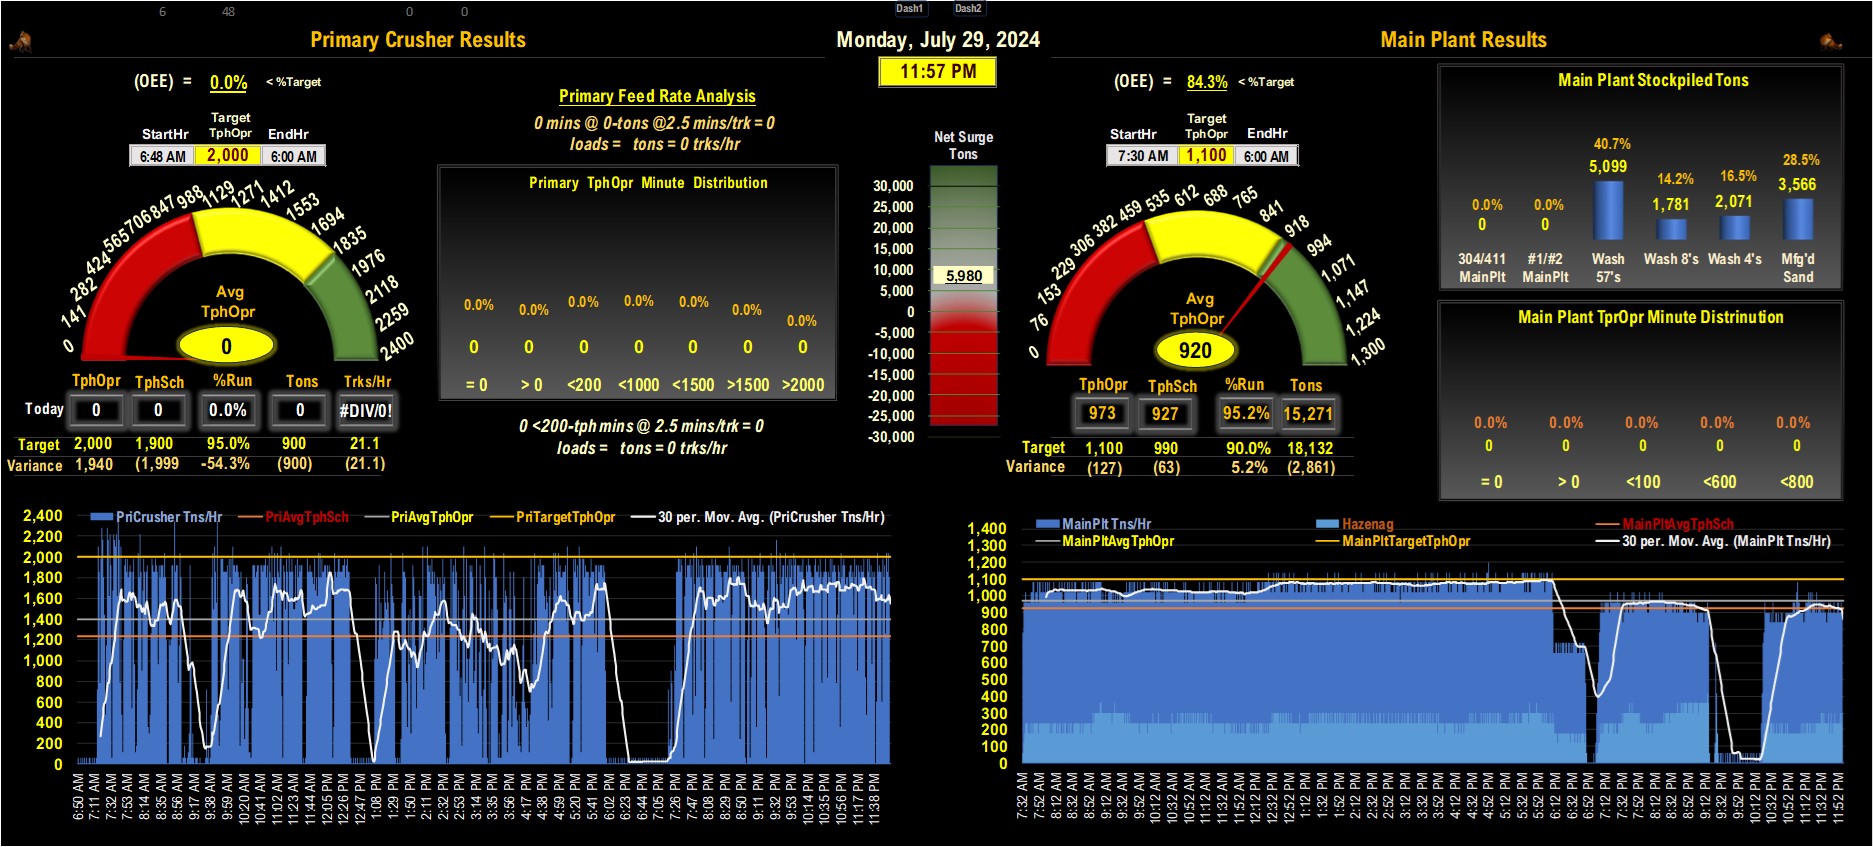 6 48 0 0 Dash1 Dash2
Primary Crusher Results
Monday, July 29, 2024
Main Plant Results
11:57 PM
(OEE) = 0.0% < %Target
Target
StartHr TphOpr EndHr
6:48 AM 2,000 6:00 AM
0 141 282 424 565 706 847 988 1129 1271 1412 1553 1694 1835 1976 2118 2259 2400
Avg
TphOpr
0
TphOpr TphSch %Run Tons Trks/Hr
Today 0 0 0.0% 0 #DIV/0!
Target 2,000 1,900 95.0% 900 21.1
Variance 1,940 (1,999 -54.3% (900) (21.1)
Primary Feed Rate Analysis
0 mins @ 0-tons @2.5 mins/trk = 0
loads = tons = 0 trks/hr
Primary TphOpr Minute Distribution
0.0% 0.0% 0.0% 0.0% 0.0% 0.0% 0.0%
0 0 0 0 0 0 0
= 0 > 0 <200 <1000 <1500 >1500 >2000
0 <200-tph mins @ 2.5 mins/trk = 0
loads = tons = 0 trks/hr
Net Surge
Tons
30,000
25,000
20,000
15,000
10,000
5,980
5,000
0
-5,000
-10,000
-15,000
-20,000
-25,000
-30,000
(OEE) = 84.3% < %Target
Target
StartHr TphOpr EndHr
7:30 AM 1,100 6:00 AM
0 76 153 229 306 382 459 535 612 688 765 841 918 994 1,071 1,147 1,224 1,300
Avg
TphOpr
920
TphOpr TphSch %Run Tons
973 927 95.2% 15,271
Target 1,100 990 90.0% 18,132
Variance (127) (63) 5.2% (2,861)
Main Plant Stockpiled Tons
0.0% 0.0% 40.7% 14.2% 16.5% 28.5%
0 0 5,099 1,781 2,071 3,566
304/411 #1/#2 Wash Wash 8's Wash 4's Mfg'd
MainPlt MainPlt 57's Sand
Main Plant TprOpr Minute Distrinution
0.0% 0.0% 0.0% 0.0% 0.0% 0.0%
0 0 0 0 0 0
= 0 > 0 <100 <600 <800
PriCrusher Tns/Hr PriAvgTphSch PriAvgTphOpr PriTargetTphOpr 30 per. Mov. Avg. (PriCrusher Tns/Hr)
2,400
2,200
2,000
1,800
1,600
1,400
1,200
1,000
800
600
400
200
0
6:50 AM 7:11 AM 7:32 AM 7:53 AM 8:14 AM 8:35 AM 8:56 AM 9:17 AM 9:38 AM 9:59 AM 10:20 AM 10:41 AM 11:02 AM 11:23 AM 11:44 AM 12:05 PM 12:26 PM 12:47 PM 1:08 PM 1:29 PM 1:50 PM 2:11 PM 2:32 PM 2:53 PM 3:14 PM 3:35 PM 3:56 PM 4:17 PM 4:38 PM 4:59 PM 5:20 PM 5:41 PM 6:02 PM 6:23 PM 6:44 PM 7:05 PM 7:26 PM 7:47 PM 8:08 PM 8:29 PM 8:50 PM 9:11 PM 9:32 PM 9:53 PM 10:14 PM 10:35 PM 10:56 PM 11:17 PM 11:38 PM
MainPlt Tns/Hr Hazenag MainPltAvgTphSch
MainPltAvgTphOpr MainPltTargetTphOpr 30 per. Mov. Avg. (MainPlt Tns/Hr)
1,400
1,300
1,200
1,100
1,000
900
800
700
600
500
400
300
200
100
0
7:32 AM 7:52 AM 8:12 AM 8:32 AM 8:52 AM 9:12 AM 9:32 AM 9:52 AM 10:12 AM 10:32 AM 10:52 AM 11:12 AM 11:32 AM 11:52 AM 12:12 PM 12:32 PM 12:52 PM 1:12 PM 1:32 PM 1:52 PM 2:12 PM 2:32 PM 2:52 PM 3:12 PM 3:32 PM 3:52 PM 4:12 PM 4:32 PM 4:52 PM 5:12 PM 5:32 PM 5:52 PM 6:12 PM 6:32 PM 6:52 PM 7:12 PM 7:32 PM 7:52 PM 8:12 PM 8:32 PM 8:52 PM 9:12 PM 9:32 PM 9:52 PM 10:12 PM 10:32 PM 10:52 PM 11:12 PM 11:32 PM 11:52 PM